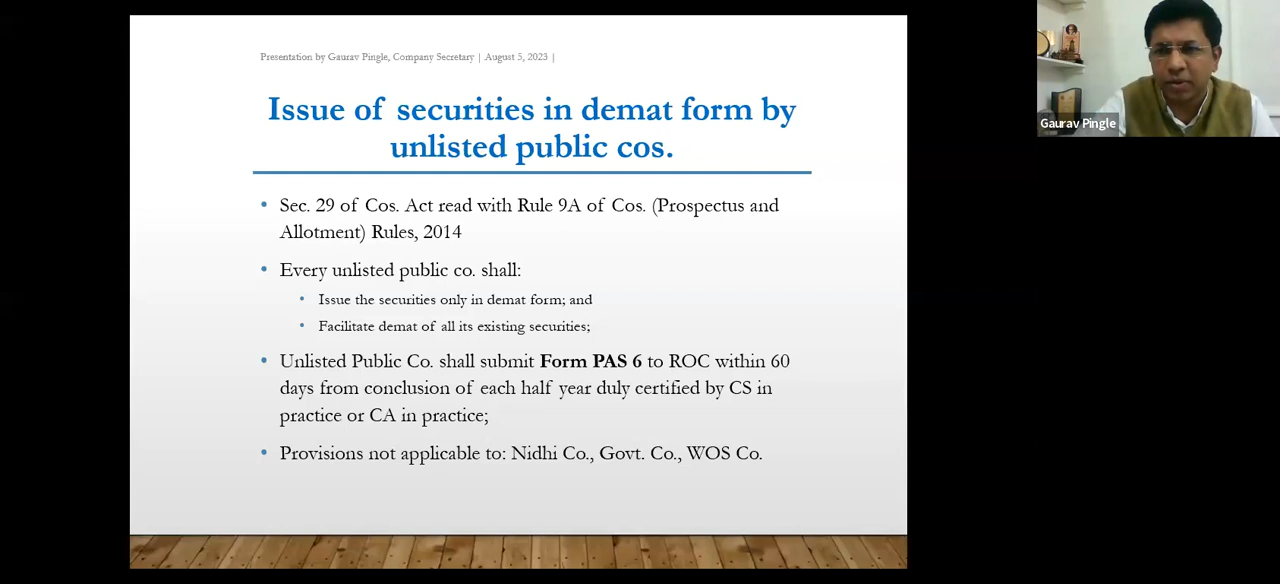 Presentation by Gaurav Pingle, Company Secretary | August 5, 2023 |
Issue of securities in demat form by
unlisted public cos.
• Sec. 29 of Cos. Act read with Rule 9A of Cos. (Prospectus and
Allotment) Rules, 2014
• Every unlisted public co. shall:
• Issue the securities only in demat form; and
• Facilitate demat of all its existing securities;
• Unlisted Public Co. shall submit Form PAS 6 to ROC within 60
days from conclusion of each half year duly certified by CS in
practice or CA in practice;
• Provisions not applicable to: Nidhi Co., Govt. Co., WOS Co.
Gaurav Pingle